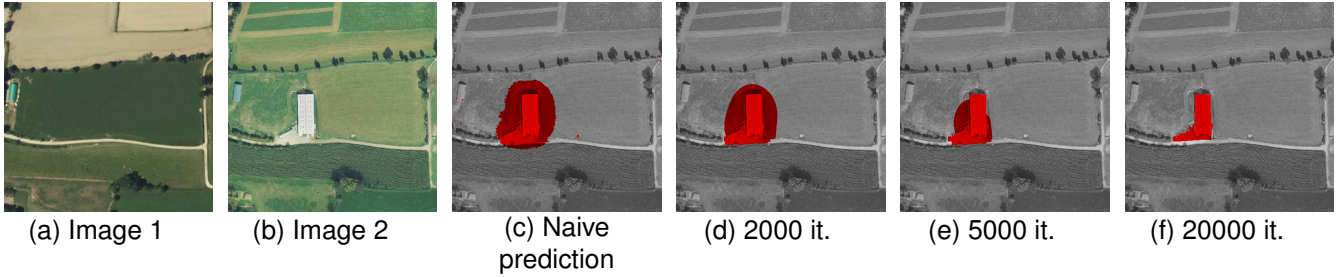 (a) Image 1
(b) Image 2
(c) Naive
prediction
(d) 2000 it.
(e) 5000 it.
(f) 20000 it.